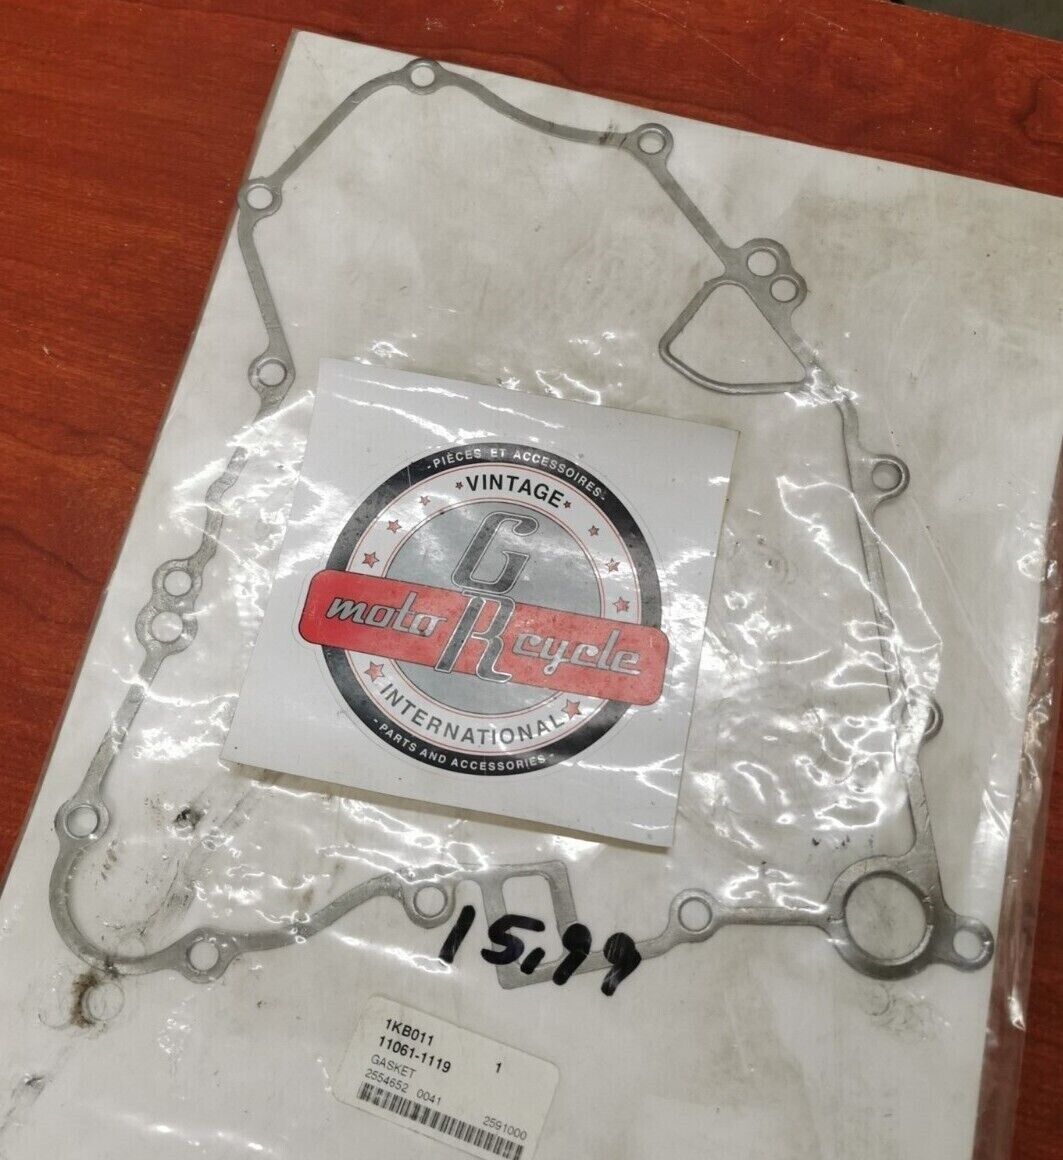 -PIÈCES ET ACCESSOIRES-
VINTAGE
G
moto R cycle
INTERNATIONAL
-PARTS AND ACCESSORIES-
15,99
1KB011
11061-1119 1
GASKET
2554652 0041 2591000